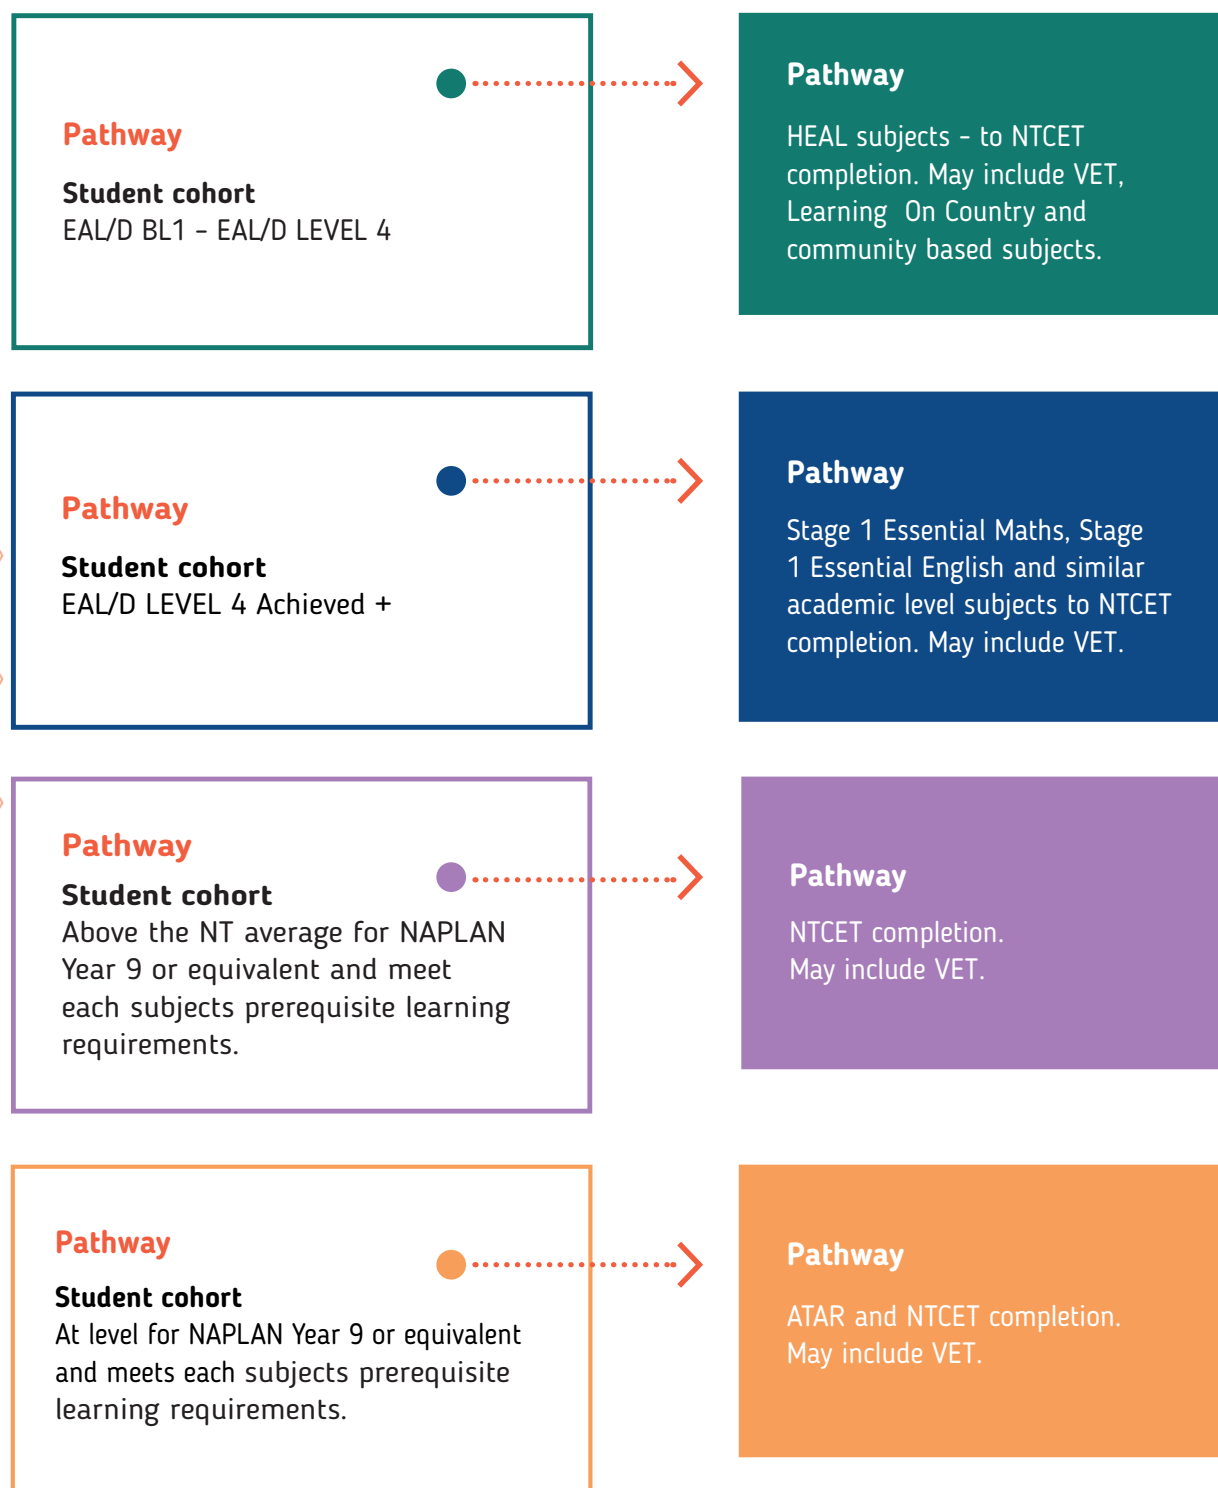 Pathway
Student cohort
EAL/D BL1 - EAL/D LEVEL 4
Pathway
HEAL subjects - to NTCET
completion. May include VET,
Learning On Country and
community based subjects.
Pathway
Student cohort
EAL/D LEVEL 4 Achieved +
Pathway
Stage 1 Essential Maths, Stage
1 Essential English and similar
academic level subjects to NTCET
completion. May include VET.
Pathway
Student cohort
Above the NT average for NAPLAN
Year 9 or equivalent and meet
each subjects prerequisite learning
requirements.
Pathway
NTCET completion.
May include VET.
Pathway
Student cohort
At level for NAPLAN Year 9 or equivalent
and meets each subjects prerequisite
learning requirements.
Pathway
ATAR and NTCET completion.
May include VET.